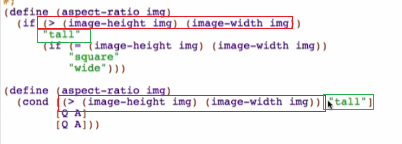 #;
(define (aspect-ratio img)
(if (> (image-height img) (image-width img))
"tall"
(if (= (image-height img) (image-width img))
"square"
"wide")))
(define (aspect-ratio img)
(cond [(> (image-height img) (image-width img)) "tall"]
[Q A]
[Q A]))